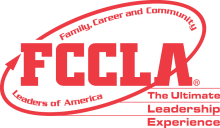 Family, Career and Community
FCCLA®
Leaders of America
The Ultimate
Leadership
Experience